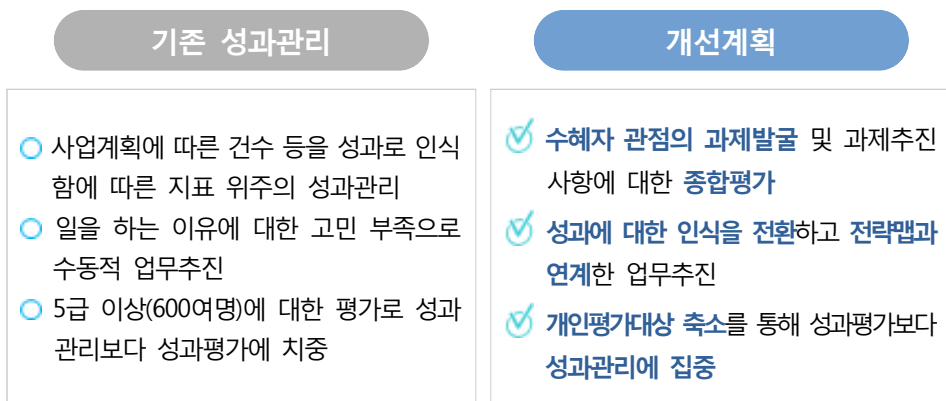 기존 성과관리
사업계획에 따른 건수 등을 성과로 인식
함에 따른 지표 위주의 성과관리
일을 하는 이유에 대한 고민 부족으로
수동적 업무추진
5급 이상(600여명)에 대한 평가로 성과
관리보다 성과평가에 치중
개선계획
수혜자 관점의 과제발굴 및 과제추진
사항에 대한 종합평가
성과에 대한 인식을 전환하고 전략맵과
연계한 업무추진
개인평가대상 축소를 통해 성과평가보다
성과관리에 집중